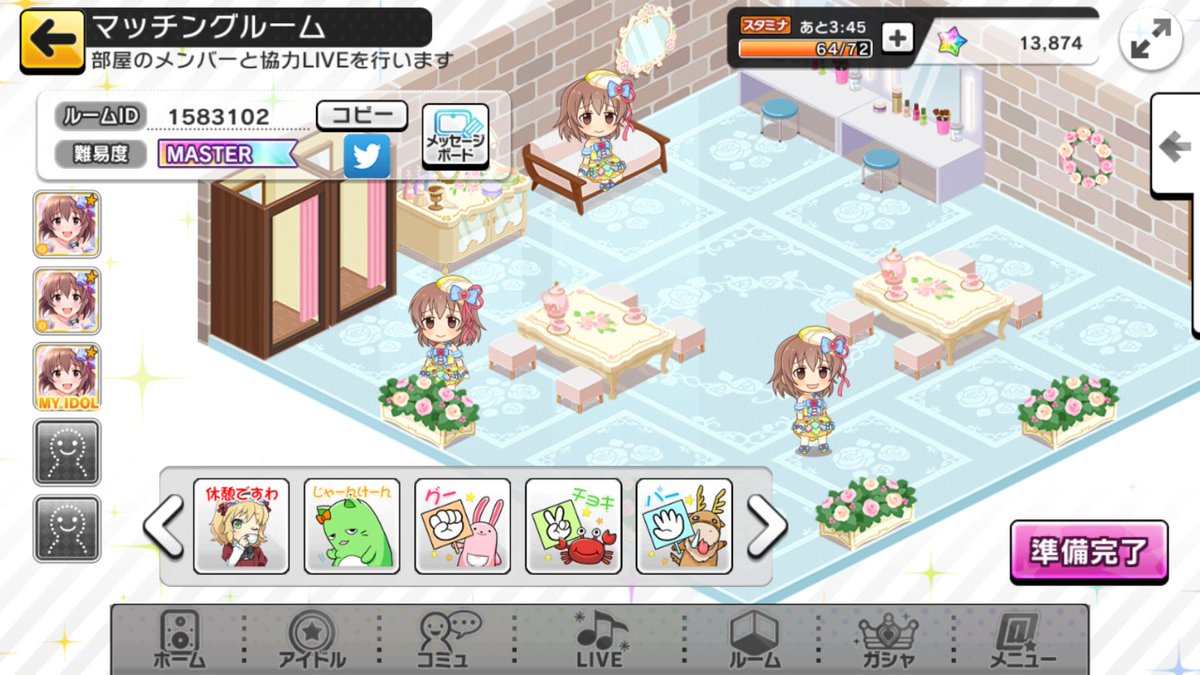 マッチングルーム
部屋のメンバーと協力LIVEを行います
スタミナ あと3:45
64/72
13,874
ルームID 1583102 コピー
難易度 MASTER
メッセージ
ボード
MY IDOL
休憩ですわ
じゃーんけーん
グー
チョキ
パー
準備完了
ホーム
アイドル
コミュ
LIVE
ルーム
ガシャ
メニュー